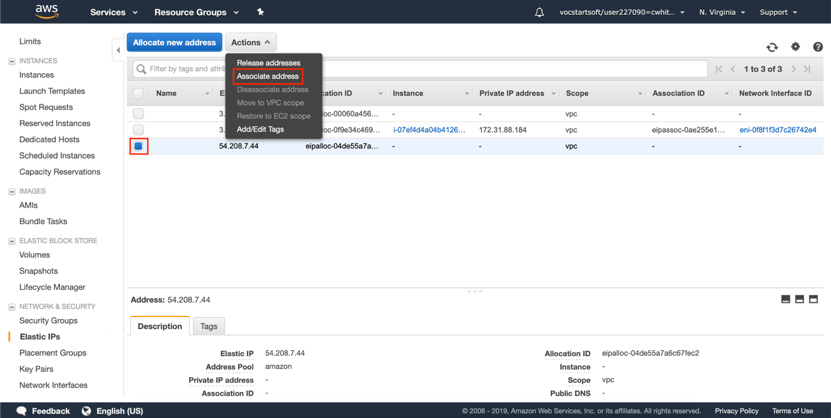 aws Services Resource Groups vocstartsoft/user227090=cwhit... N. Virginia Support
Limits
INSTANCES
Instances
Launch Templates
Spot Requests
Reserved Instances
Dedicated Hosts
Scheduled Instances
Capacity Reservations
IMAGES
AMIs
Bundle Tasks
ELASTIC BLOCK STORE
Volumes
Snapshots
Lifecycle Manager
NETWORK & SECURITY
Security Groups
Elastic IPs
Placement Groups
Key Pairs
Network Interfaces
Allocate new address Actions
Release addresses
Associate address
Disassociate address
Move to VPC scope
Restore to EC2 scope
Add/Edit Tags
Filter by tags and attri 1 to 3 of 3
Name E Allocation ID Instance Private IP address Scope Association ID Network Interface ID
3. lloc-00060a456... - - vpc - -
3. lloc-0f9e34c469... i-07ef4d4a04b4126... 172.31.88.184 vpc eipassoc-0ae255e1... eni-0f8f1f3d7c26742e4
54.208.7.44 eipalloc-04de55a7a... - - vpc - -
Address: 54.208.7.44
Description Tags
Elastic IP 54.208.7.44 Allocation ID eipalloc-04de55a7a6c67fec2
Address Pool amazon Instance -
Private IP address - Scope vpc
Association ID - Public DNS -
Feedback English (US) © 2008 - 2019, Amazon Web Services, Inc. or its affiliates. All rights reserved. Privacy Policy Terms of Use